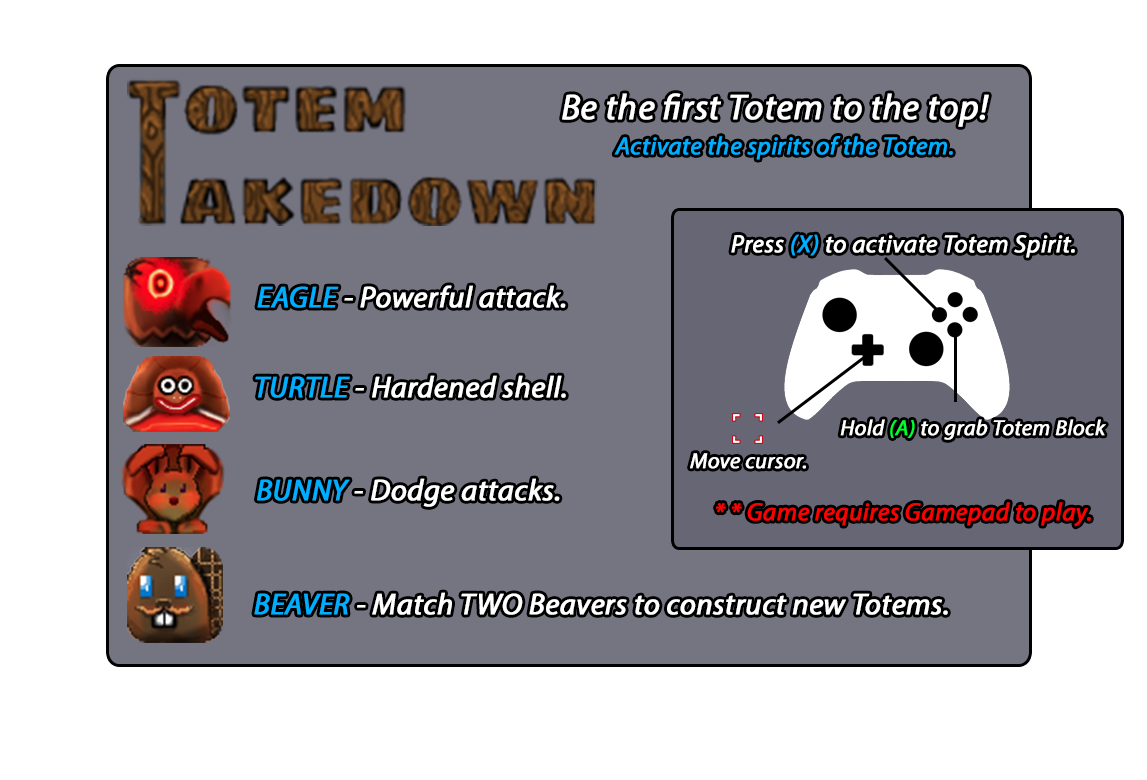 TOTEM
TAKEDOWN
Be the first Totem to the top!
Activate the spirits of the Totem.
Press (X) to activate Totem Spirit.
EAGLE - Powerful attack.
TURTLE - Hardened shell.
Hold (A) to grab Totem Block
Move cursor.
BUNNY - Dodge attacks.
** Game requires Gamepad to play.
BEAVER - Match TWO Beavers to construct new Totems.